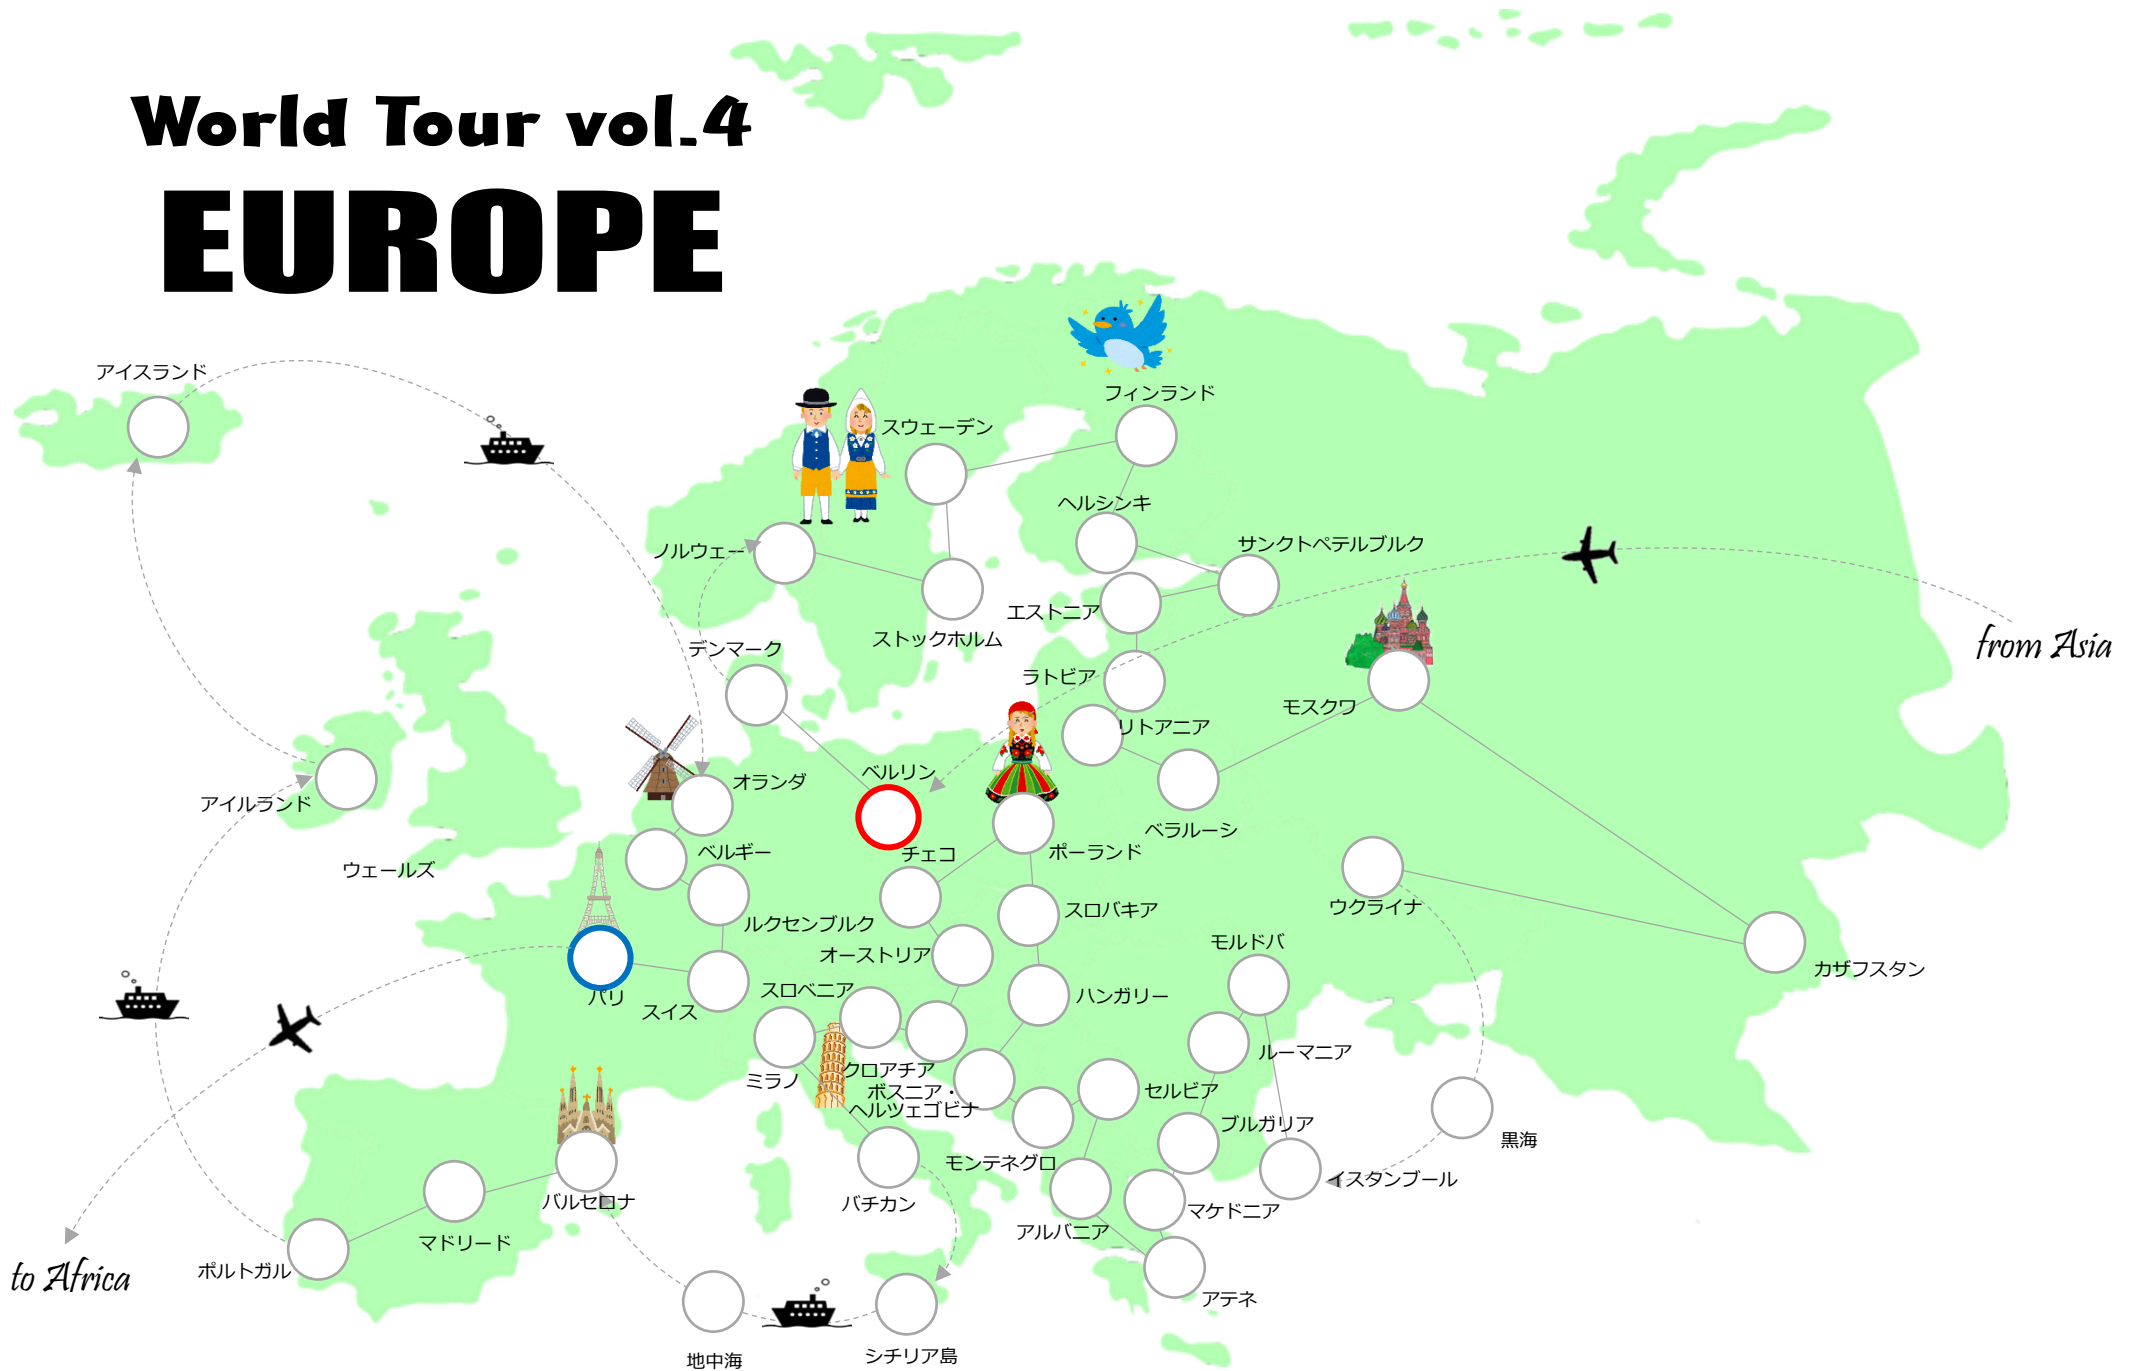 World Tour vol.4
EUROPE
アイスランド
フィンランド
スウェーデン
ヘルシンキ
サンクトペテルブルク
ノルウェー
エストニア
ストックホルム
from Asia
デンマーク
ラトビア
モスクワ
リトアニア
ベルリン
オランダ
アイルランド
ベラルーシ
チェコ
ベルギー
ポーランド
ウェールズ
ウクライナ
スロバキア
ルクセンブルク
モルドバ
オーストリア
カザフスタン
スロベニア
パリ
ハンガリー
スイス
ルーマニア
クロアチア
ミラノ
ボスニア・
ヘルツェゴビナ
セルビア
ブルガリア
黒海
モンテネグロ
イスタンブール
バルセロナ
バチカン
マケドニア
アルバニア
マドリード
ポルトガル
to Africa
アテネ
シチリア島
地中海